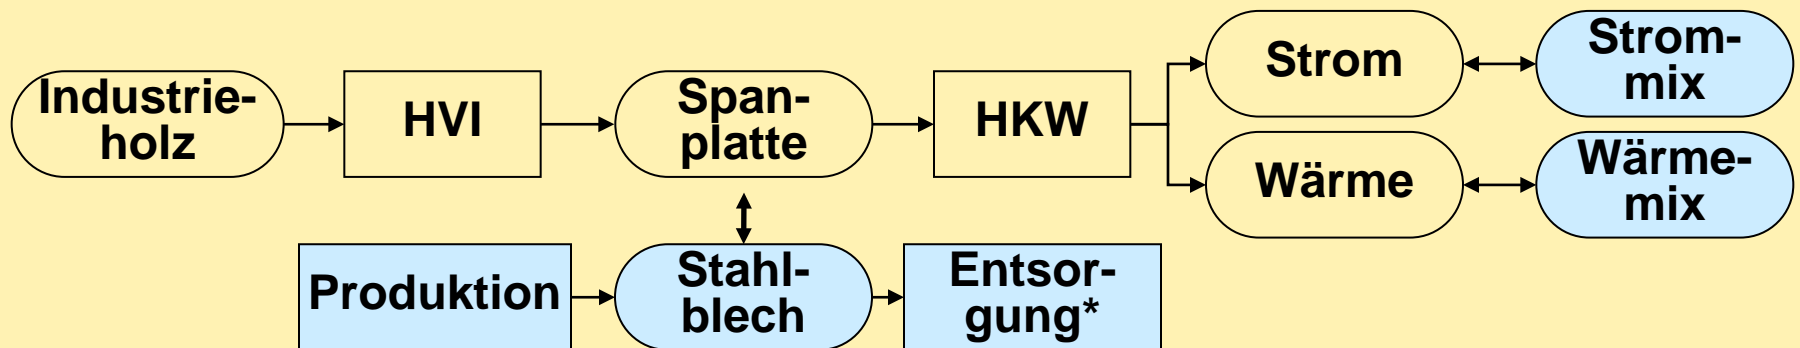 Industrie-
holz
HVI
Span-
platte
HKW
Strom
Strom-
mix
Wärme
Wärme-
mix
Produktion
Stahl-
blech
Entsor-
gung*